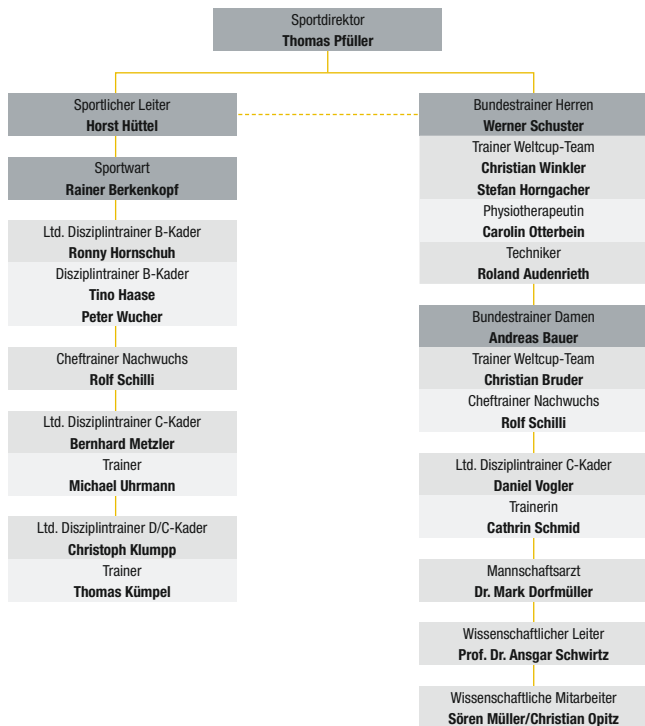 Sportdirektor
Thomas Pfüller
Sportlicher Leiter
Horst Hüttel
Sportwart
Rainer Berkenkopf
Ltd. Disziplintrainer B-Kader
Ronny Hornschuh
Disziplintrainer B-Kader
Tino Haase
Peter Wucher
Cheftrainer Nachwuchs
Rolf Schilli
Ltd. Disziplintrainer C-Kader
Bernhard Metzler
Trainer
Michael Uhrmann
Ltd. Disziplintrainer D/C-Kader
Christoph Klumpp
Trainer
Thomas Kümpel
Bundestrainer Herren
Werner Schuster
Trainer Weltcup-Team
Christian Winkler
Stefan Horngacher
Physiotherapeutin
Carolin Otterbein
Techniker
Roland Audenrieth
Bundestrainer Damen
Andreas Bauer
Trainer Weltcup-Team
Christian Bruder
Cheftrainer Nachwuchs
Rolf Schilli
Ltd. Disziplintrainer C-Kader
Daniel Vogler
Trainerin
Cathrin Schmid
Mannschaftsarzt
Dr. Mark Dorfmüller
Wissenschaftlicher Leiter
Prof. Dr. Ansgar Schwirtz
Wissenschaftliche Mitarbeiter
Sören Müller/Christian Opitz